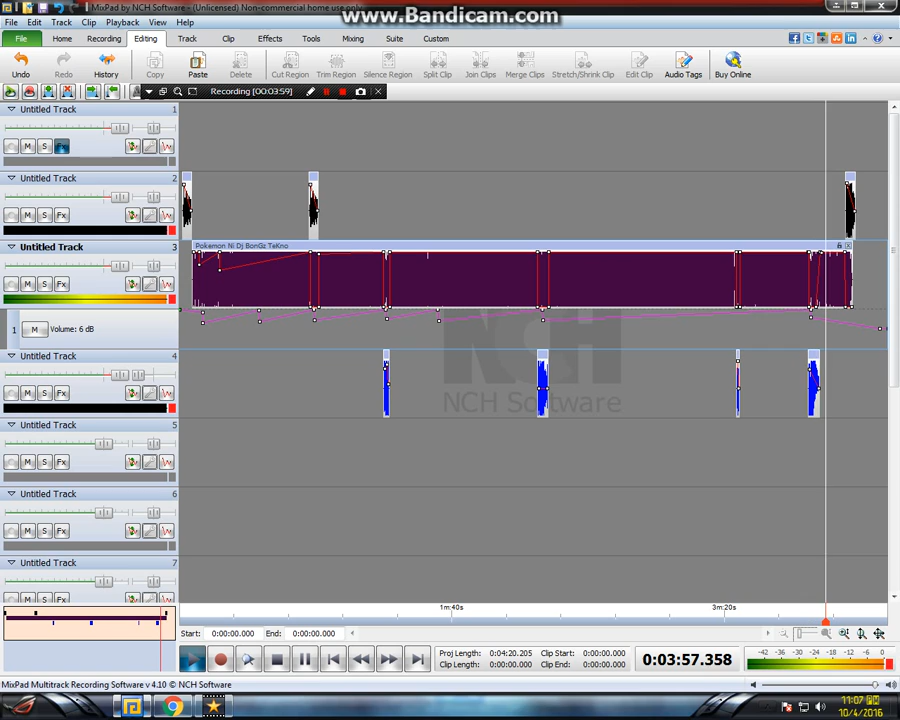 MixPad by NCH Software - (Unlicensed) Non-commercial home use only
www.Bandicam.com
File Edit Track Clip Playback View Help
File Home Recording Editing Track Clip Effects Tools Mixing Suite Custom
Undo Redo History Copy Paste Delete Cut Region Trim Region Silence Region Split Clip Join Clips Merge Clips Stretch/Shrink Clip Edit Clip Audio Tags Buy Online
Recording [00:03:59]
Untitled Track 1
M S Fx
Untitled Track 2
M S Fx
Untitled Track 3
Pokemon Ni Dj BonGz TeKno
M S Fx
1 M Volume: 6 dB
Untitled Track 4
M S Fx
NCH
NCH Software
Untitled Track 5
M S Fx
Untitled Track 6
M S Fx
Untitled Track 7
M S Fx
1m:40s 3m:20s
Start: 0:00:00.000 End: 0:00:00.000
Proj Length: 0:04:20.205 Clip Start: 0:00:00.000
Clip Length: 0:00:00.000 Clip End: 0:00:00.000
0:03:57.358
-42 -36 -30 -24 -18 -12 -6 0
MixPad Multitrack Recording Software v 4.10 © NCH Software
11:07 PM
10/4/2016